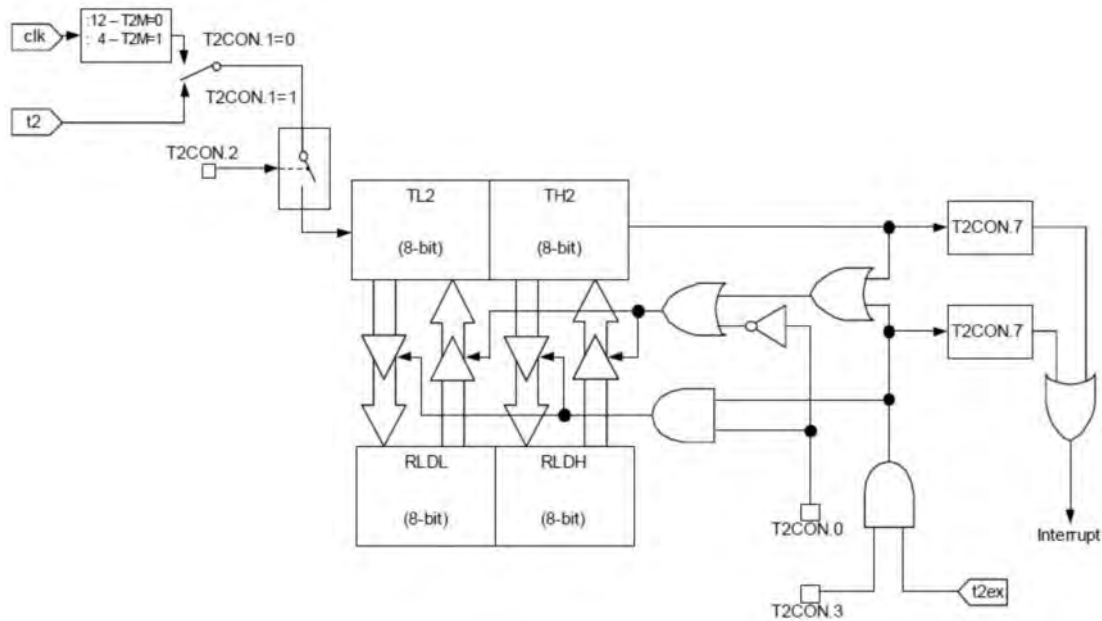 clk
:12 – T2M=0
: 4 – T2M=1
T2CON.1=0
T2CON.1=1
t2
T2CON.2
TL2
(8-bit)
TH2
(8-bit)
T2CON.7
T2CON.7
RLDL
(8-bit)
RLDH
(8-bit)
T2CON.0
Interrupt
T2CON.3
t2ex